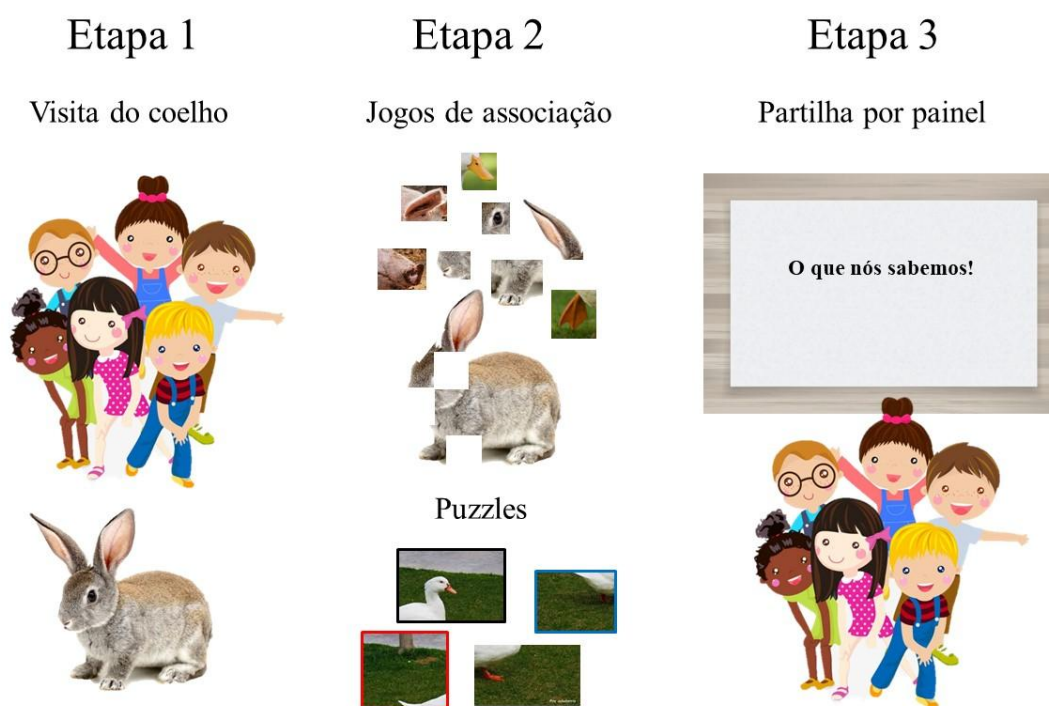 Etapa 1
Visita do coelho
Etapa 2
Jogos de associação
Puzzles
Etapa 3
Partilha por painel
O que nós sabemos!